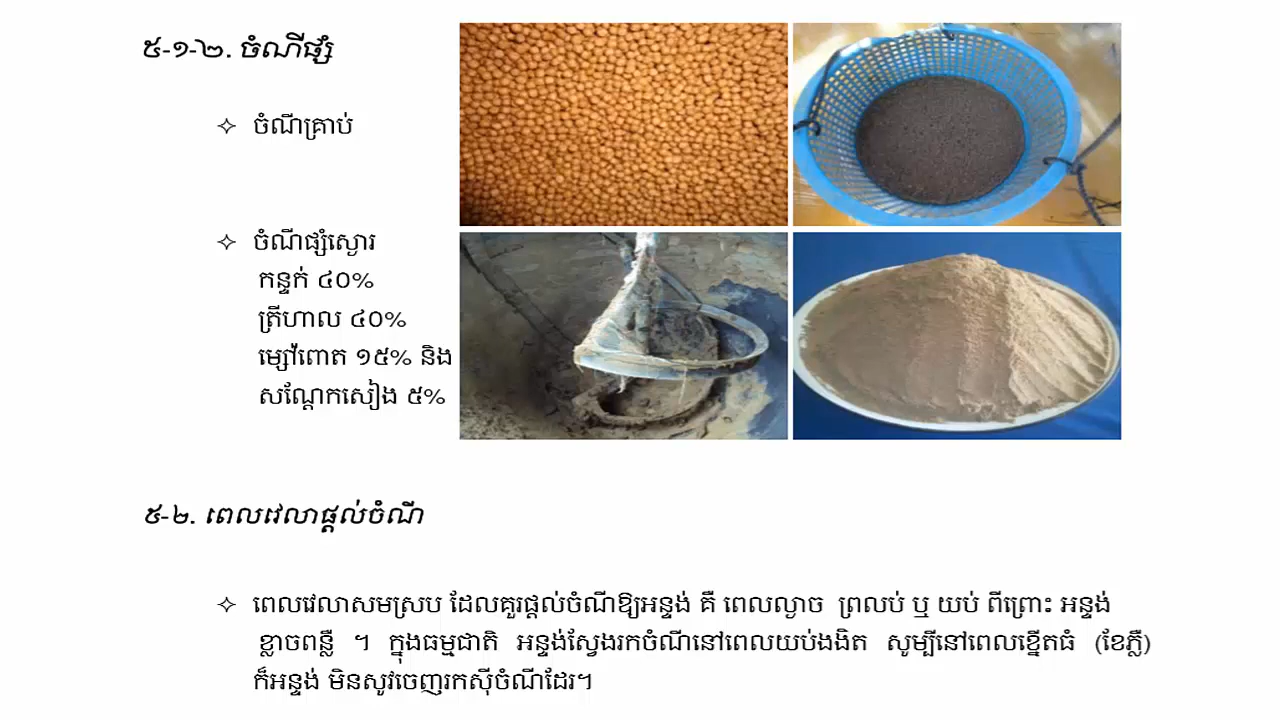 ៥-១-២. ចំណីផ្សំ
✧ ចំណីគ្រាប់
✧ ចំណីផ្សំស្ងោរ
កន្ទក់ ៤០%
ត្រីហាល ៤០%
ម្សៅពោត ១៥% និង
សណ្តែកសៀង ៥%
៥-២. ពេលវេលាផ្តល់ចំណី
✧ ពេលវេលាសមស្រប ដែលគួរផ្តល់ចំណីឱ្យអន្ទង់ គឺ ពេលល្ងាច ព្រលប់ ឬ យប់ ពីព្រោះ អន្ទង់
ខ្លាចពន្លឺ ។ ក្នុងធម្មជាតិ អន្ទង់ស្វែងរកចំណីនៅពេលយប់ងងិត សូម្បីនៅពេលខ្នើតធំ (ខែភ្លឺ)
ក៏អន្ទង់ មិនសូវចេញរកស៊ីចំណីដែរ។